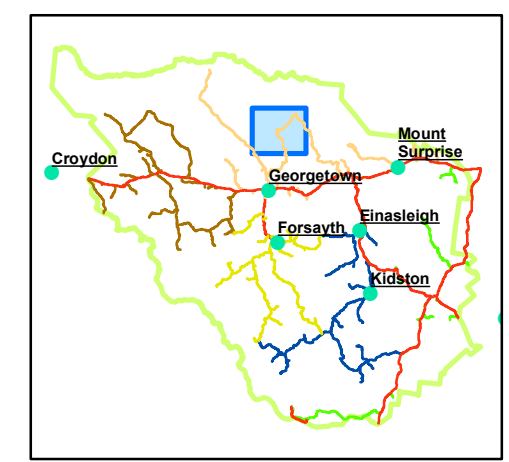 Mount
Surprise
Croydon
Georgetown
Forsayth
Einasleigh
Kidston